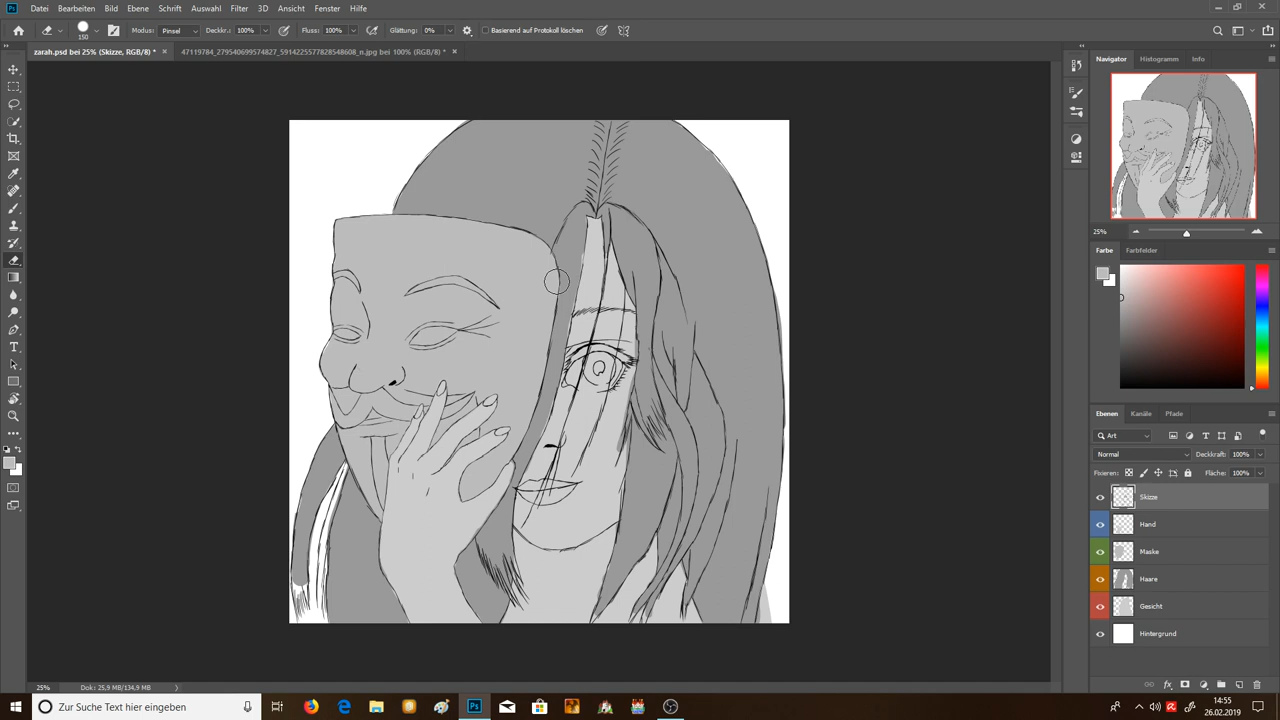 Ps Datei Bearbeiten Bild Ebene Schrift Auswahl Filter 3D Ansicht Fenster Hilfe
150 Modus: Pinsel Deckkr.: 100% Fluss: 100% Glättung: 0% Basierend auf Protokoll löschen
zarah.psd bei 25% (Skizze, RGB/8) * × 47119784_279540699574827_5914225577828548608_n.jpg bei 100% (RGB/8) * ×
Navigator Histogramm Info
25%
Farbe Farbfelder
Ebenen Kanäle Pfade
Art
Normal Deckkraft: 100%
Fixieren: Fläche: 100%
Skizze
Hand
Maske
Haare
Gesicht
Hintergrund
25% Dok: 25,9 MB/134,9 MB
Zur Suche Text hier eingeben
Ps
14:55
26.02.2019